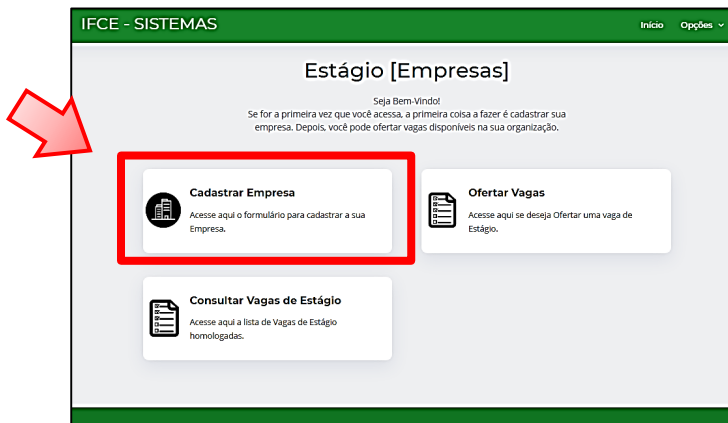 IFCE - SISTEMAS
Início Opções
Estágio [Empresas]
Seja Bem-Vindo!
Se for a primeira vez que você acessa, a primeira coisa a fazer é cadastrar sua
empresa. Depois, você pode ofertar vagas disponíveis na sua organização.
Cadastrar Empresa
Acesse aqui o formulário para cadastrar a sua
Empresa.
Ofertar Vagas
Acesse aqui se deseja Ofertar uma vaga de
Estágio.
Consultar Vagas de Estágio
Acesse aqui a lista de Vagas de Estágio
homologadas.